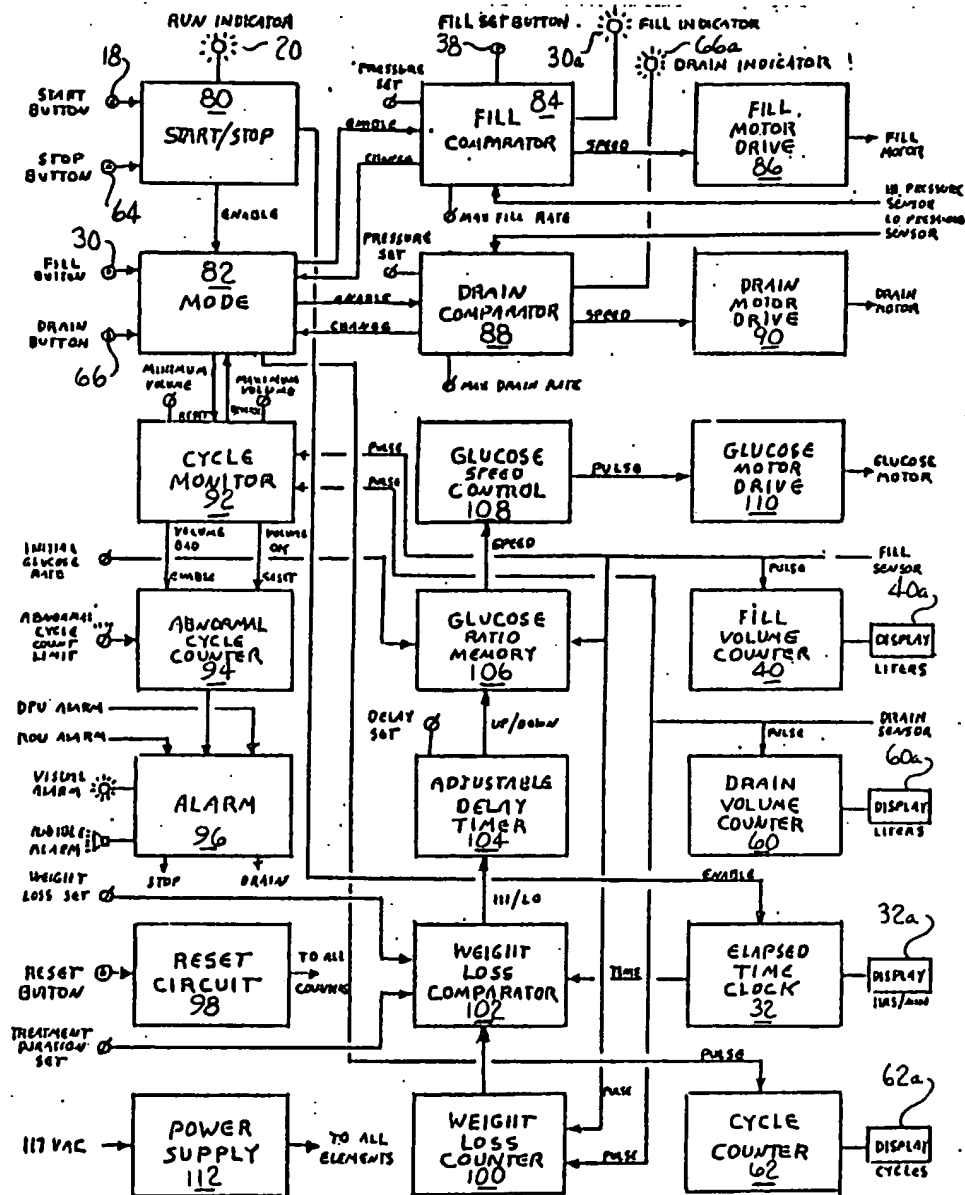 RUN INDICATOR
20
FILL SET BUTTON
38
30a
FILL INDICATOR
66a
DRAIN INDICATOR
18
START
BUTTON
80
START/STOP
STOP
BUTTON
64
ENABLE
PRESSURE
SET
84
FILL
COMPARATOR
ENABLE
CHANGE
SPEED
MAX FILL RATE
FILL
MOTOR
DRIVE
86
FILL
MOTOR
HI PRESSURE
SENSOR
LO PRESSURE
SENSOR
30
FILL
BUTTON
82
MODE
DRAIN
BUTTON
66
PRESSURE
SET
ENABLE
CHANGE
DRAIN
COMPARATOR
88
SPEED
MAX DRAIN RATE
DRAIN
MOTOR
DRIVE
90
DRAIN
MOTOR
MINIMUM
VOLUME
RESET
MAXIMUM
VOLUME
CYCLE
MONITOR
92
PULSE
PULSE
GLUCOSE
SPEED
CONTROL
108
PULSE
GLUCOSE
MOTOR
DRIVE
110
GLUCOSE
MOTOR
VOLUME
BAD
VOLUME
OK
ENABLE
RESET
INITIAL
GLUCOSE
RATE
SPEED
FILL
SENSOR
PULSE
ABNORMAL
CYCLE
COUNT
LIMIT
ABNORMAL
CYCLE
COUNTER
94
GLUCOSE
RATIO
MEMORY
106
FILL
VOLUME
COUNTER
40
40a
DISPLAY
LITERS
DPU ALARM
ROU ALARM
DELAY
SET
UP/DOWN
DRAIN
SENSOR
PULSE
VISUAL
ALARM
AUDIBLE
ALARM
ALARM
96
STOP
DRAIN
ADJUSTABLE
DELAY
TIMER
104
DRAIN
VOLUME
COUNTER
60
60a
DISPLAY
LITERS
WEIGHT
LOSS SET
HI/LO
ENABLE
RESET
BUTTON
RESET
CIRCUIT
98
TO ALL
COUNTERS
WEIGHT
LOSS
COMPARATOR
102
TIME
ELAPSED
TIME
CLOCK
32
32a
DISPLAY
HRS/MIN
TREATMENT
DURATION
SET
PULSE
117 VAC
POWER
SUPPLY
112
TO ALL
ELEMENTS
WEIGHT
LOSS
COUNTER
100
PULSE
PULSE
CYCLE
COUNTER
62
62a
DISPLAY
CYCLES